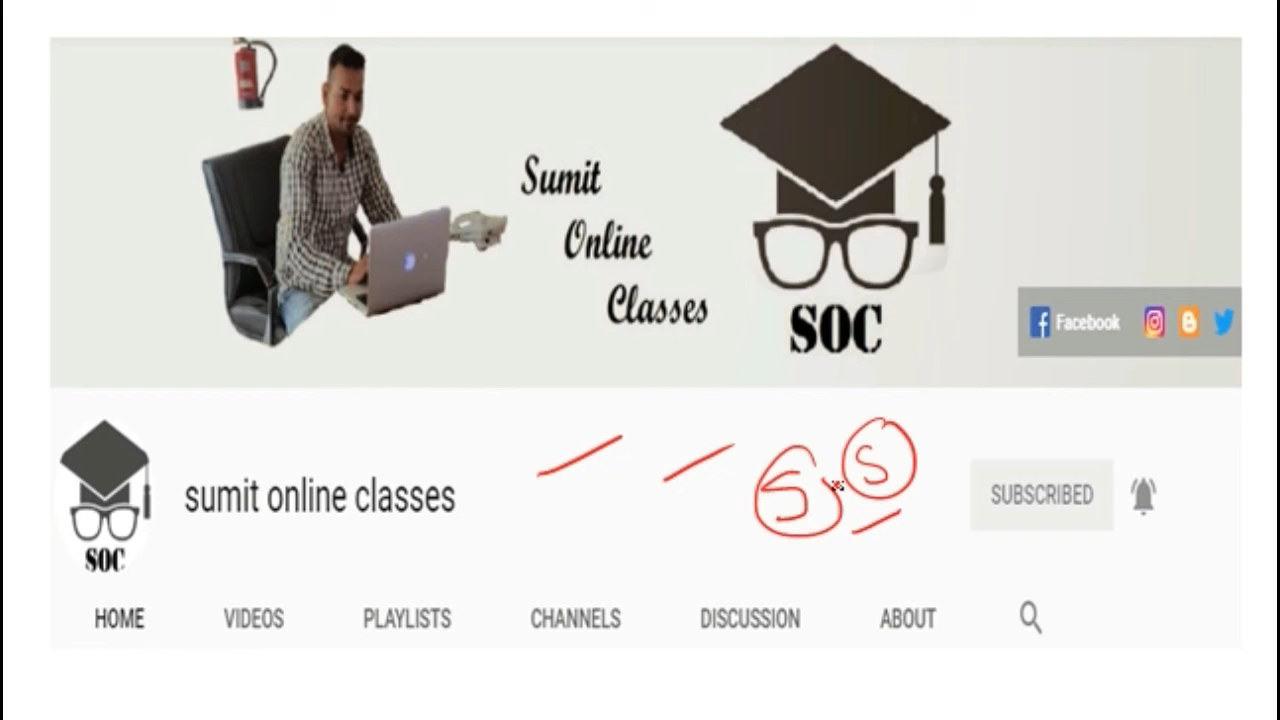 Sumit
Online
Classes
SOC
Facebook
sumit online classes
S S
SUBSCRIBED
SOC
HOME VIDEOS PLAYLISTS CHANNELS DISCUSSION ABOUT